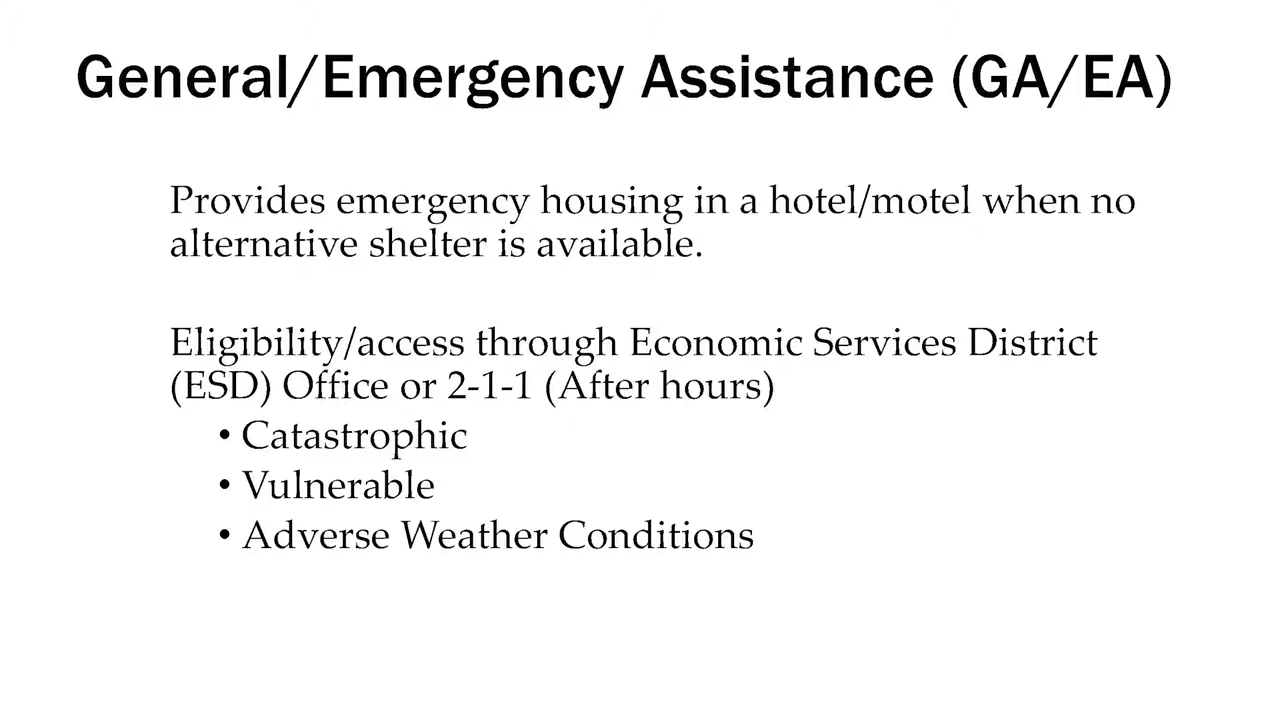 General/Emergency Assistance (GA/EA)
Provides emergency housing in a hotel/motel when no
alternative shelter is available.
Eligibility/access through Economic Services District
(ESD) Office or 2-1-1 (After hours)
• Catastrophic
• Vulnerable
• Adverse Weather Conditions